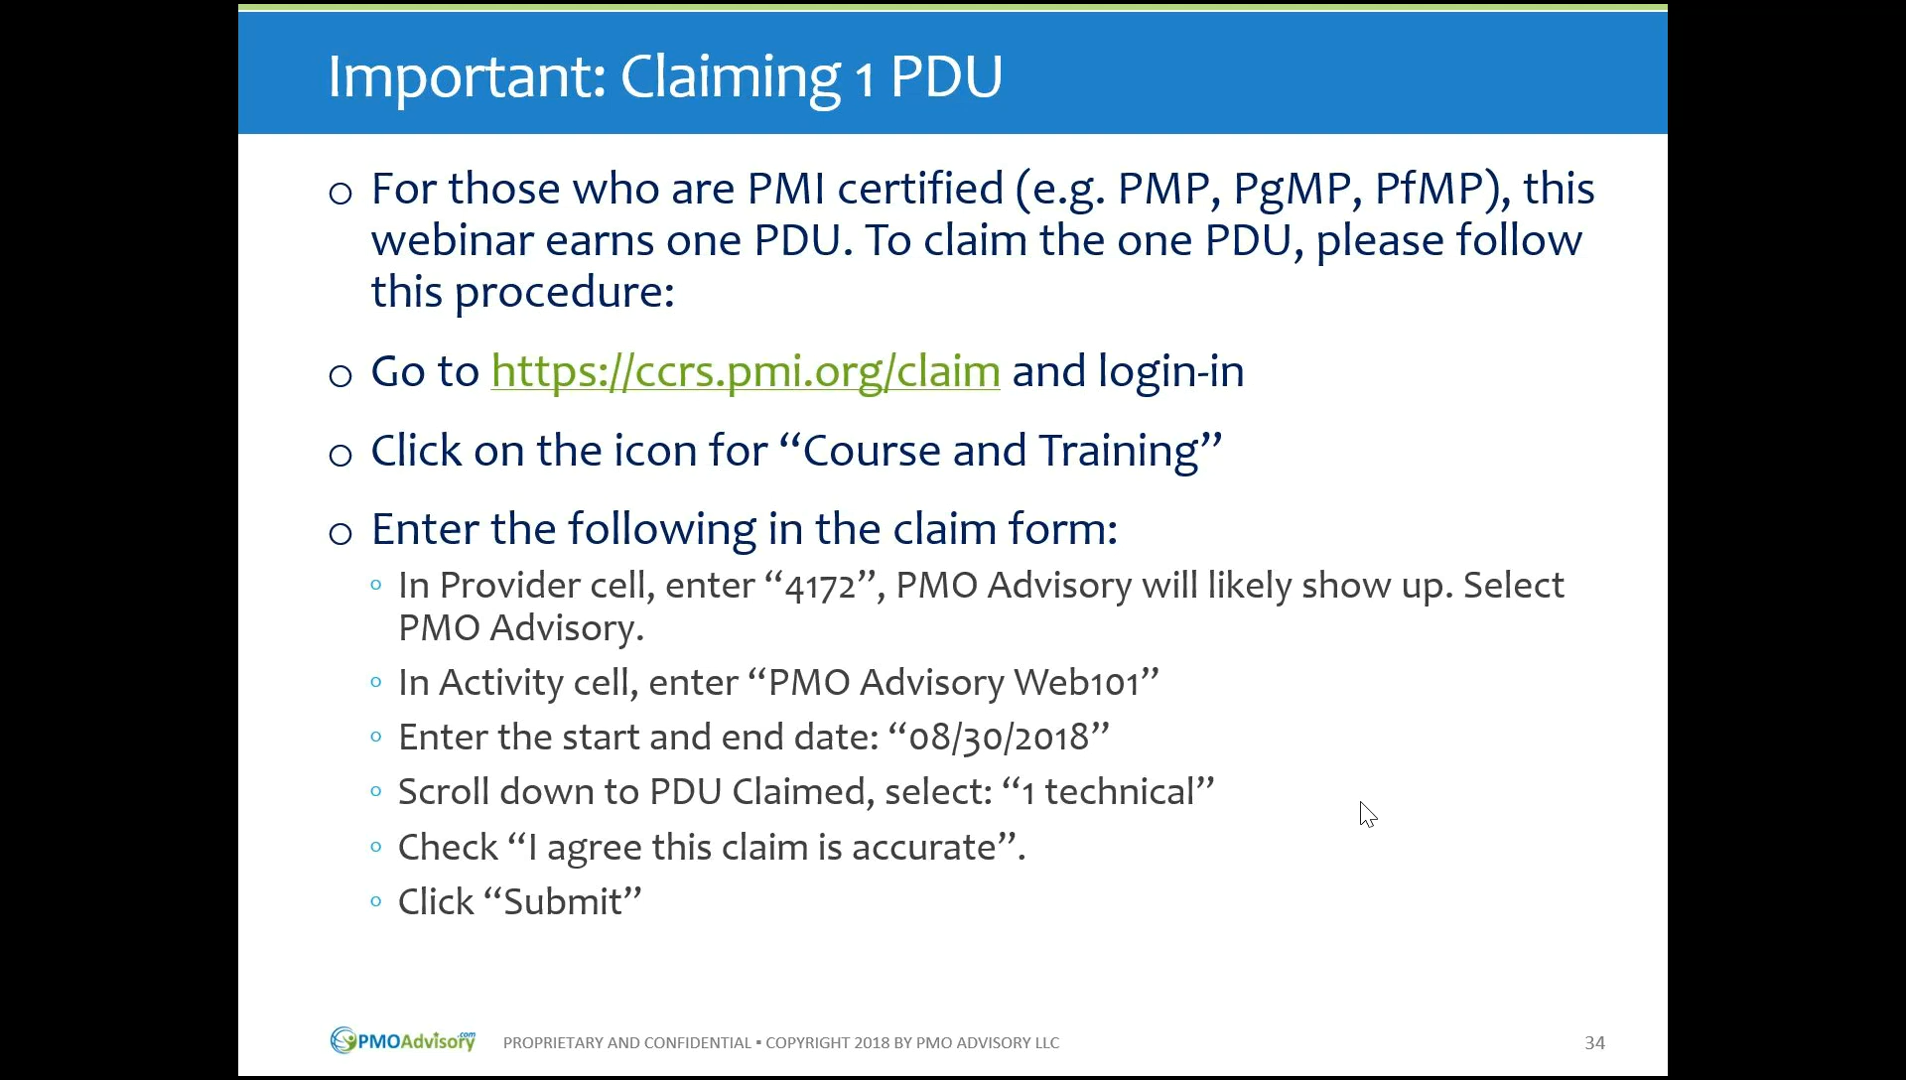 Important: Claiming 1 PDU
o For those who are PMI certified (e.g. PMP, PgMP, PfMP), this
webinar earns one PDU. To claim the one PDU, please follow
this procedure:
o Go to https://ccrs.pmi.org/claim and login-in
o Click on the icon for “Course and Training”
o Enter the following in the claim form:
◦ In Provider cell, enter “4172”, PMO Advisory will likely show up. Select
PMO Advisory.
◦ In Activity cell, enter “PMO Advisory Web101”
◦ Enter the start and end date: “08/30/2018”
◦ Scroll down to PDU Claimed, select: “1 technical”
◦ Check “I agree this claim is accurate”.
◦ Click “Submit”
PMOAdvisory.com PROPRIETARY AND CONFIDENTIAL ▪ COPYRIGHT 2018 BY PMO ADVISORY LLC 34